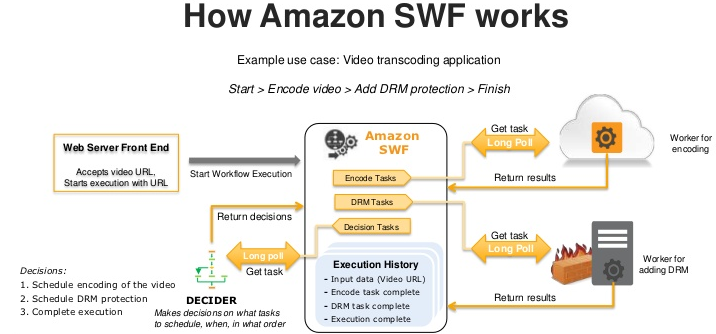 How Amazon SWF works
Example use case: Video transcoding application
Start > Encode video > Add DRM protection > Finish
Web Server Front End
Accepts video URL,
Starts execution with URL
Start Workflow Execution
Amazon
SWF
Encode Tasks
DRM Tasks
Decision Tasks
Execution History
- Input data (Video URL)
- Encode task complete
- DRM task complete
- Execution complete
Get task
Long Poll
Return results
Worker for
encoding
Get task
Long Poll
Return results
Worker for
adding DRM
Return decisions
Long poll
Get task
DECIDER
Makes decisions on what tasks
to schedule, when, in what order
Decisions:
1. Schedule encoding of the video
2. Schedule DRM protection
3. Complete execution